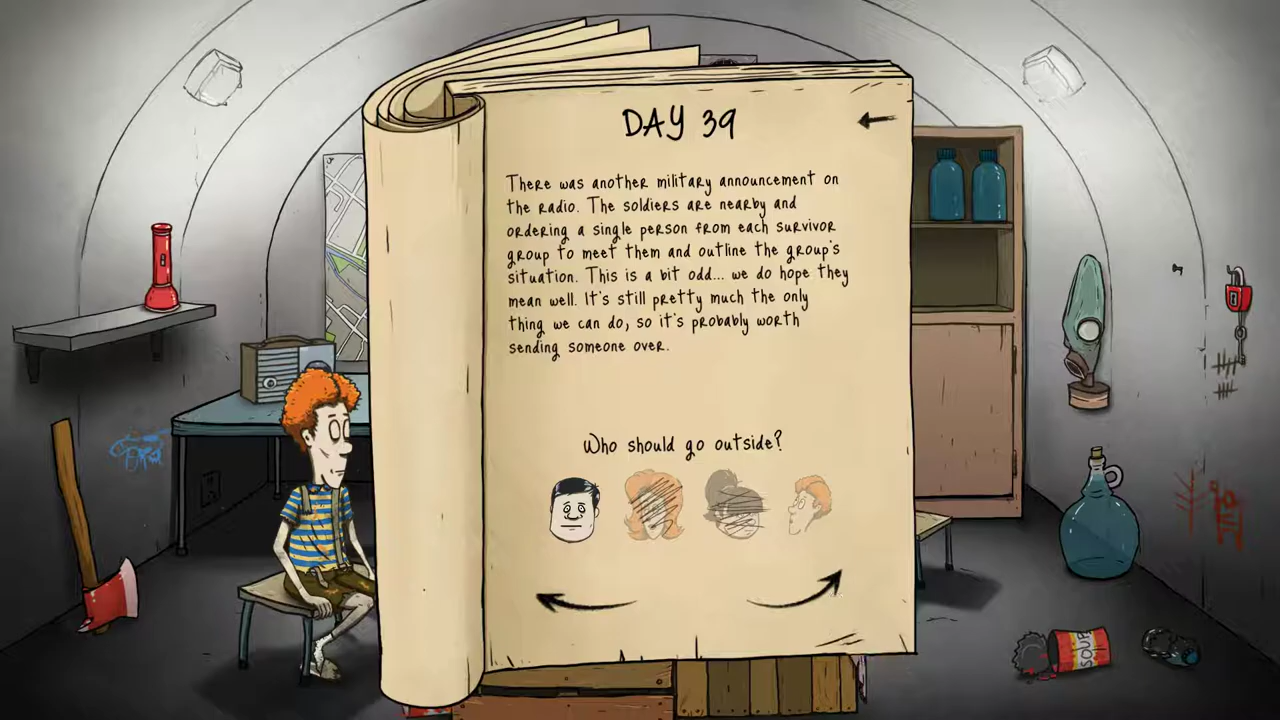 DAY 39
There was another military announcement on
the radio. The soldiers are nearby and
ordering a single person from each survivor
group to meet them and outline the group's
situation. This is a bit odd... we do hope they
mean well. It's still pretty much the only
thing we can do, so it's probably worth
sending someone over.
Who should go outside?
SOUP